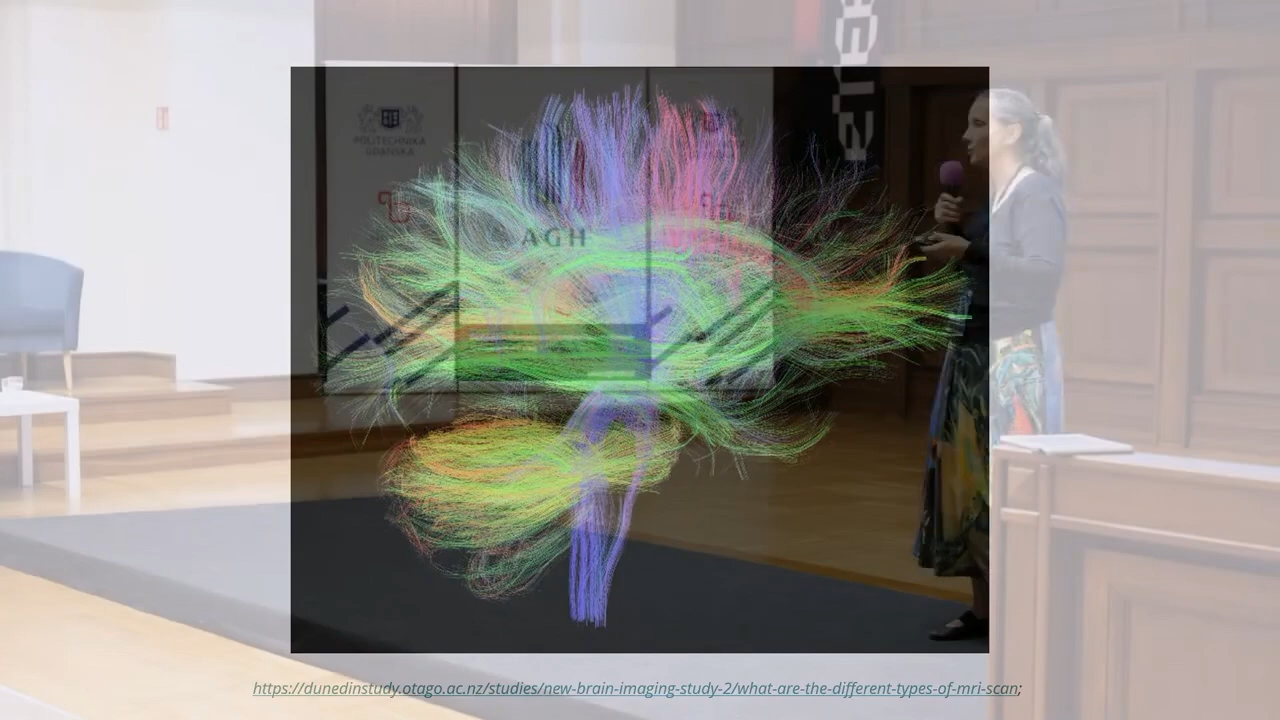 POLITECHNIKA
GDAŃSKA
AGH
https://dunedinstudy.otago.ac.nz/studies/new-brain-imaging-study-2/what-are-the-different-types-of-mri-scan;